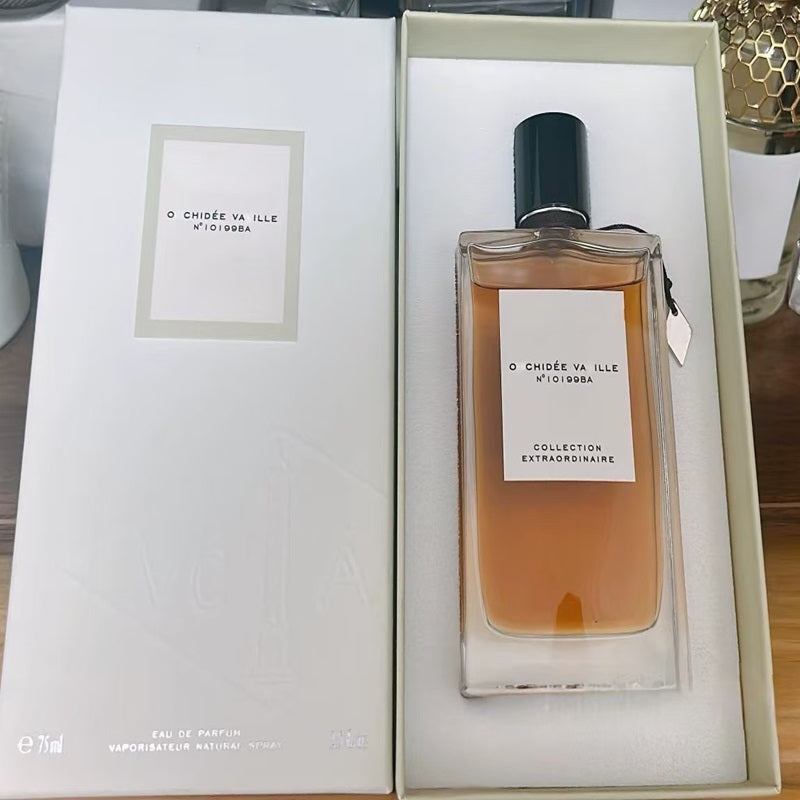 O CHIDÉE VA ILLE
N°10199BA
e 75ml
EAU DE PARFUM
VAPORISATEUR NATURAL SPRAY
O CHIDÉE VA ILLE
N°10199BA
COLLECTION
EXTRAORDINAIRE